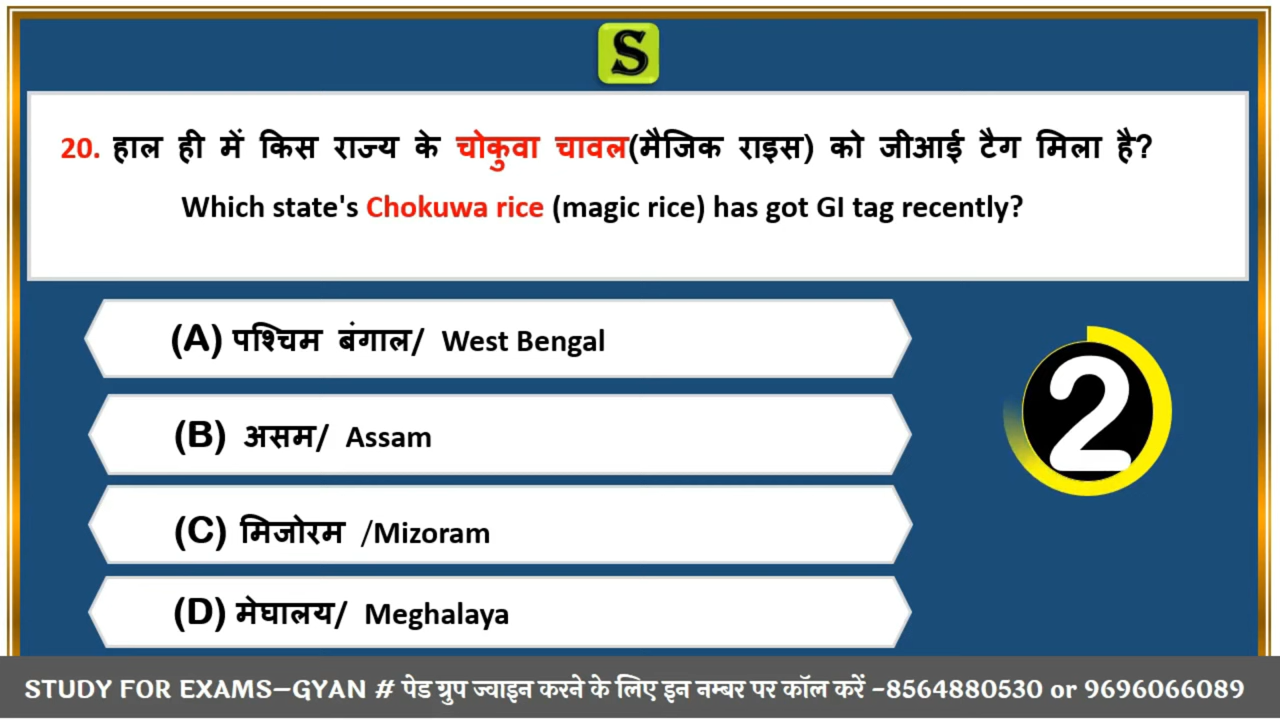 S
20. हाल ही में किस राज्य के चोकुवा चावल(मैजिक राइस) को जीआई टैग मिला है?
Which state's Chokuwa rice (magic rice) has got GI tag recently?
(A) पश्चिम बंगाल/ West Bengal
(B) असम/ Assam
2
(C) मिजोरम /Mizoram
(D) मेघालय/ Meghalaya
STUDY FOR EXAMS–GYAN # पेड ग्रुप ज्वाइन करने के लिए इन नम्बर पर कॉल करें –8564880530 or 9696066089